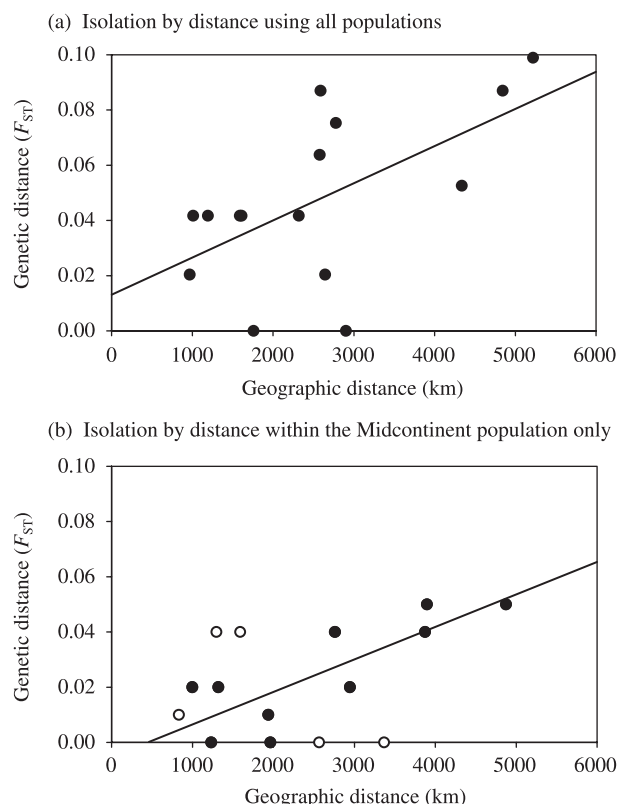 (a) Isolation by distance using all populations
0.10
0.08
0.06
0.04
0.02
0.00
Genetic distance (FST)
0 1000 2000 3000 4000 5000 6000
Geographic distance (km)
(b) Isolation by distance within the Midcontinent population only
0.10
0.08
0.06
0.04
0.02
0.00
Genetic distance (FST)
0 1000 2000 3000 4000 5000 6000
Geographic distance (km)